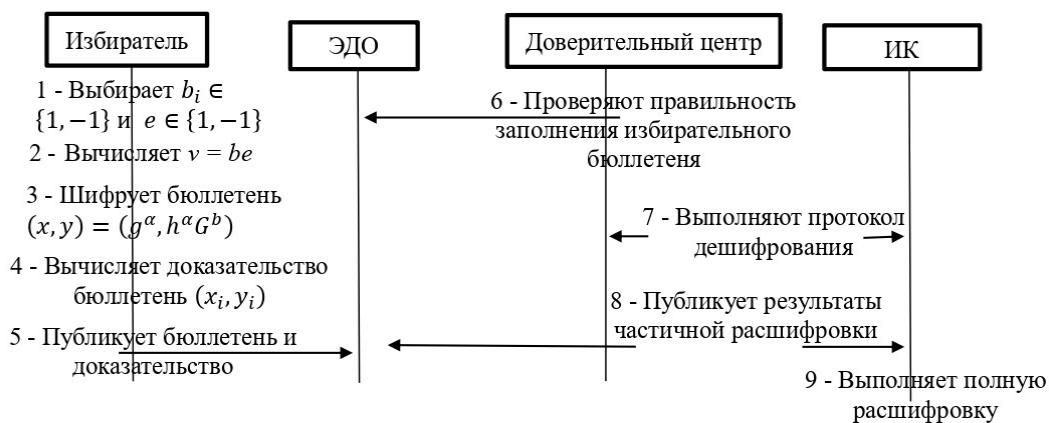 Избиратель
ЭДО
Доверительный центр
ИК
1 - Выбирает bᵢ ∈
{1, −1} и e ∈ {1, −1}
2 - Вычисляет v = be
3 - Шифрует бюллетень
(x, y) = (g^α, h^α G^b)
4 - Вычисляет доказательство
бюллетень (xᵢ, yᵢ)
5 - Публикует бюллетень и
доказательство
6 - Проверяют правильность
заполнения избирательного
бюллетеня
7 - Выполняют протокол
дешифрования
8 - Публикует результаты
частичной расшифровки
9 - Выполняет полную
расшифровку